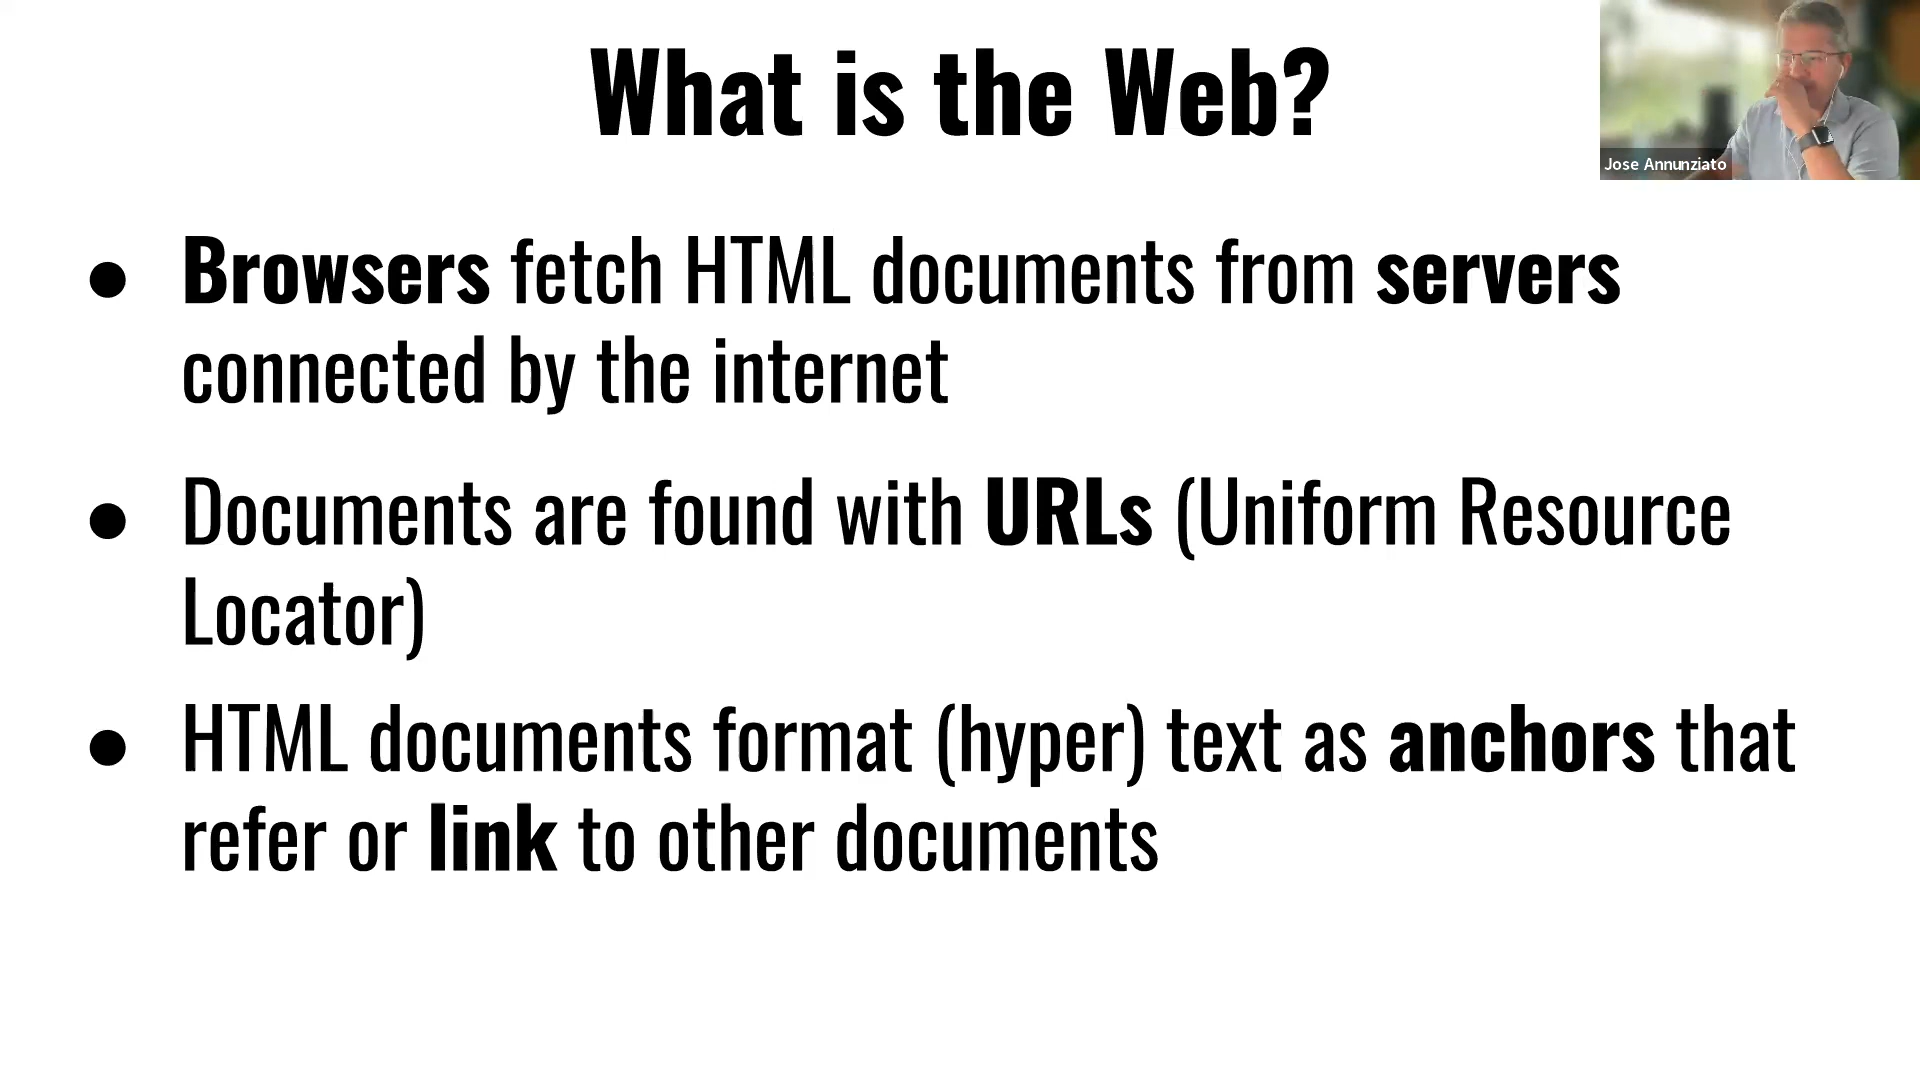 What is the Web?
Jose Annunziato
● Browsers fetch HTML documents from servers
connected by the internet
● Documents are found with URLs (Uniform Resource
Locator)
● HTML documents format (hyper) text as anchors that
refer or link to other documents